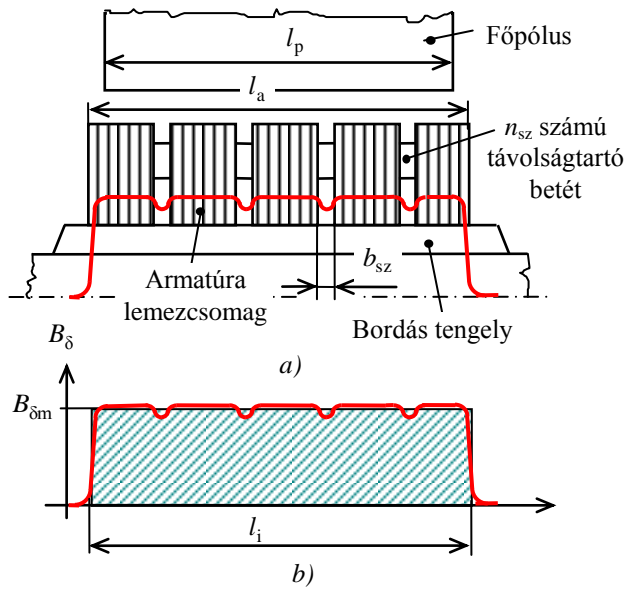 l_p
Főpólus
l_a
n_sz számú
távolságtartó
betét
b_sz
Armatúra
lemezcsomag
Bordás tengely
B_δ
a)
B_δm
l_i
b)